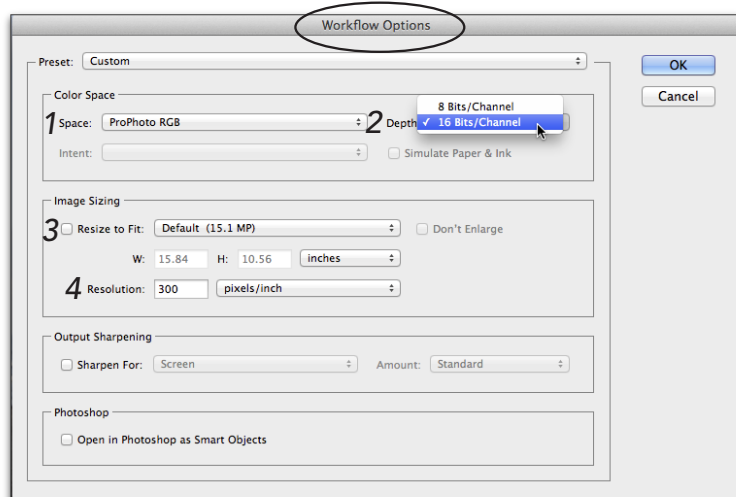 Workflow Options
Preset: Custom
OK
Cancel
Color Space
1 Space: ProPhoto RGB 2 Depth
8 Bits/Channel
✓ 16 Bits/Channel
Intent: Simulate Paper & Ink
Image Sizing
3 Resize to Fit: Default (15.1 MP) Don't Enlarge
W: 15.84 H: 10.56 inches
4 Resolution: 300 pixels/inch
Output Sharpening
Sharpen For: Screen Amount: Standard
Photoshop
Open in Photoshop as Smart Objects